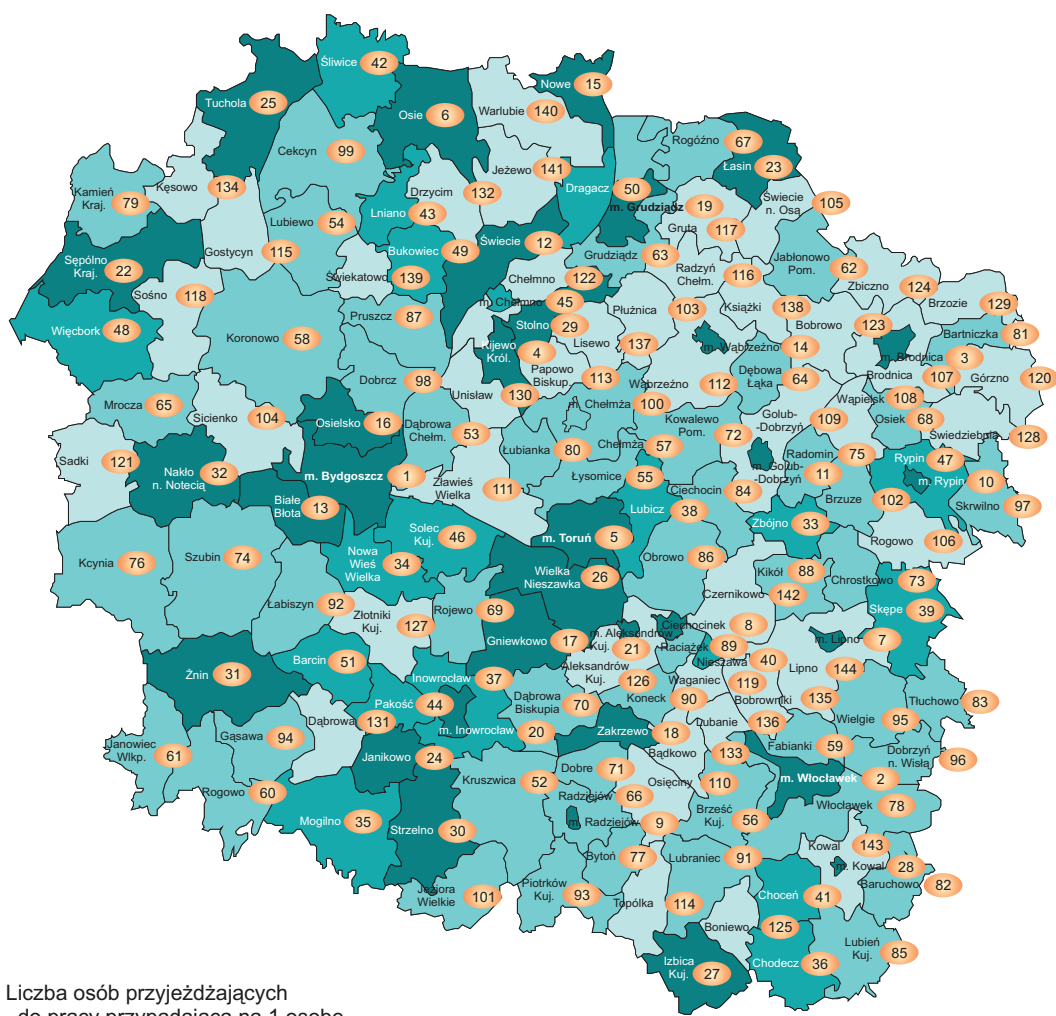 Śliwice 42
Nowe 15
Tuchola 25
Osie 6
Warlubie 140
Rogóźno 67
Cekcyn 99
Łasin 23
Jeżewo 141
Kęsowo 134
Drzycim 132
Dragacz 50
m. Grudziądz 19
Świecie
n. Osą 105
Kamień
Kraj. 79
Lniano 43
Lubiewo 54
Gruta 117
Gostycyn 115
Bukowiec 49
Świecie 12
Grudziądz 63
Jabłonowo
Pom. 62
Sępólno
Kraj. 22
Świekatowo 139
Chełmno 122
Radzyń
Chełm. 116
Zbiczno 124
Sośno 118
m. Chełmno 45
Płużnica 103
Książki 138
Brzozie 129
Więcbork 48
Pruszcz 87
Stolno 29
Bobrowo 123
Bartniczka 81
Koronowo 58
Kijewo
Król. 4
Lisewo 137
m. Wąbrzeźno 14
m. Brodnica 3
Papowo
Biskup. 113
Wąbrzeźno 112
Dębowa
Łąka 64
Brodnica 107
Górzno 120
Dobrcz 98
Unisław 130
m. Chełmża 100
Wąpielsk 108
Mrocza 65
Sicienko 104
Osielsko 16
Dąbrowa
Chełm. 53
Kowalewo
Pom. 72
Golub-
-Dobrzyń 109
Osiek 68
Świedziebnia 128
Sadki 121
Łubianka 80
Chełmża 57
Radomin 75
Rypin 47
Nakło
n. Notecią 32
m. Bydgoszcz 1
Zławieś
Wielka 111
Łysomice 55
Ciechocin 84
m. Golub-
-Dobrzyń 11
m. Rypin 10
Białe
Błota 13
Lubicz 38
Brzuze 102
Skrwilno 97
Solec
Kuj. 46
m. Toruń 5
Zbójno 33
Rogowo 106
Kcynia 76
Szubin 74
Nowa
Wieś
Wielka 34
Wielka
Nieszawka 26
Obrowo 86
Kikół 88
Chrostkowo 73
Czernikowo 142
Łabiszyn 92
Złotniki
Kuj. 127
Rojewo 69
Skępe 39
Gniewkowo 17
m. Aleksandrów
Kuj. 21
Ciechocinek 8
Raciążek 89
m. Lipno 7
Żnin 31
Barcin 51
Inowrocław 37
Aleksandrów
Kuj. 126
Nieszawa 40
Lipno 144
Pakość 44
Dąbrowa
Biskupia 70
Koneck 90
Waganiec 119
Bobrowniki 135
Tłuchowo 83
Dąbrowa 131
m. Inowrocław 20
Zakrzewo 18
Lubanie 136
Wielgie 95
Janowiec
Wlkp. 61
Gąsawa 94
Janikowo 24
Bądkowo 133
Fabianki 59
Dobrzyń
n. Wisłą 96
Kruszwica 52
Dobre 71
Osięciny 110
m. Włocławek 2
Rogowo 60
Radziejów 66
Włocławek 78
Mogilno 35
Strzelno 30
m. Radziejów 9
Brześć
Kuj. 56
Bytoń 77
Lubraniec 91
Kowal 143
m. Kowal 28
Jeziora
Wielkie 101
Piotrków
Kuj. 93
Topólka 114
Choceń 41
Baruchowo 82
Boniewo 125
Lubień
Kuj. 85
Izbica
Kuj. 27
Chodecz 36
Liczba osób przyjeżdżających
do pracy przypadająca na 1 osobę